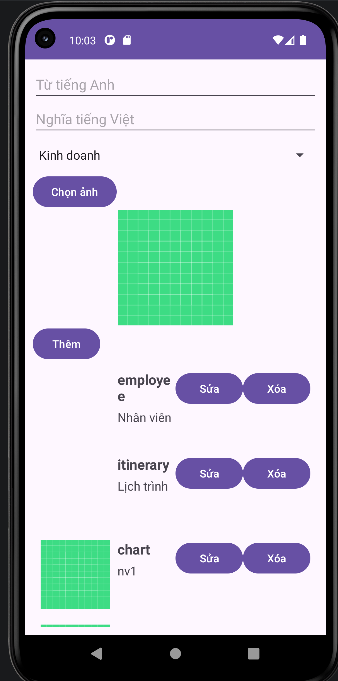 10:03
Từ tiếng Anh
Nghĩa tiếng Việt
Kinh doanh
Chọn ảnh
Thêm
employe
e
Nhân viên
Sửa
Xóa
itinerary
Lịch trình
Sửa
Xóa
chart
nv1
Sửa
Xóa